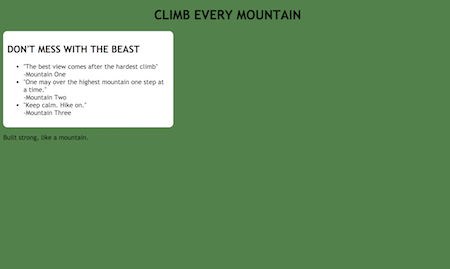 CLIMB EVERY MOUNTAIN
DON'T MESS WITH THE BEAST
"The best view comes after the hardest climb"
-Mountain One
"One may over the highest mountain one step at
a time."
-Mountain Two
"Keep calm. Hike on."
-Mountain Three
Built strong, like a mountain.